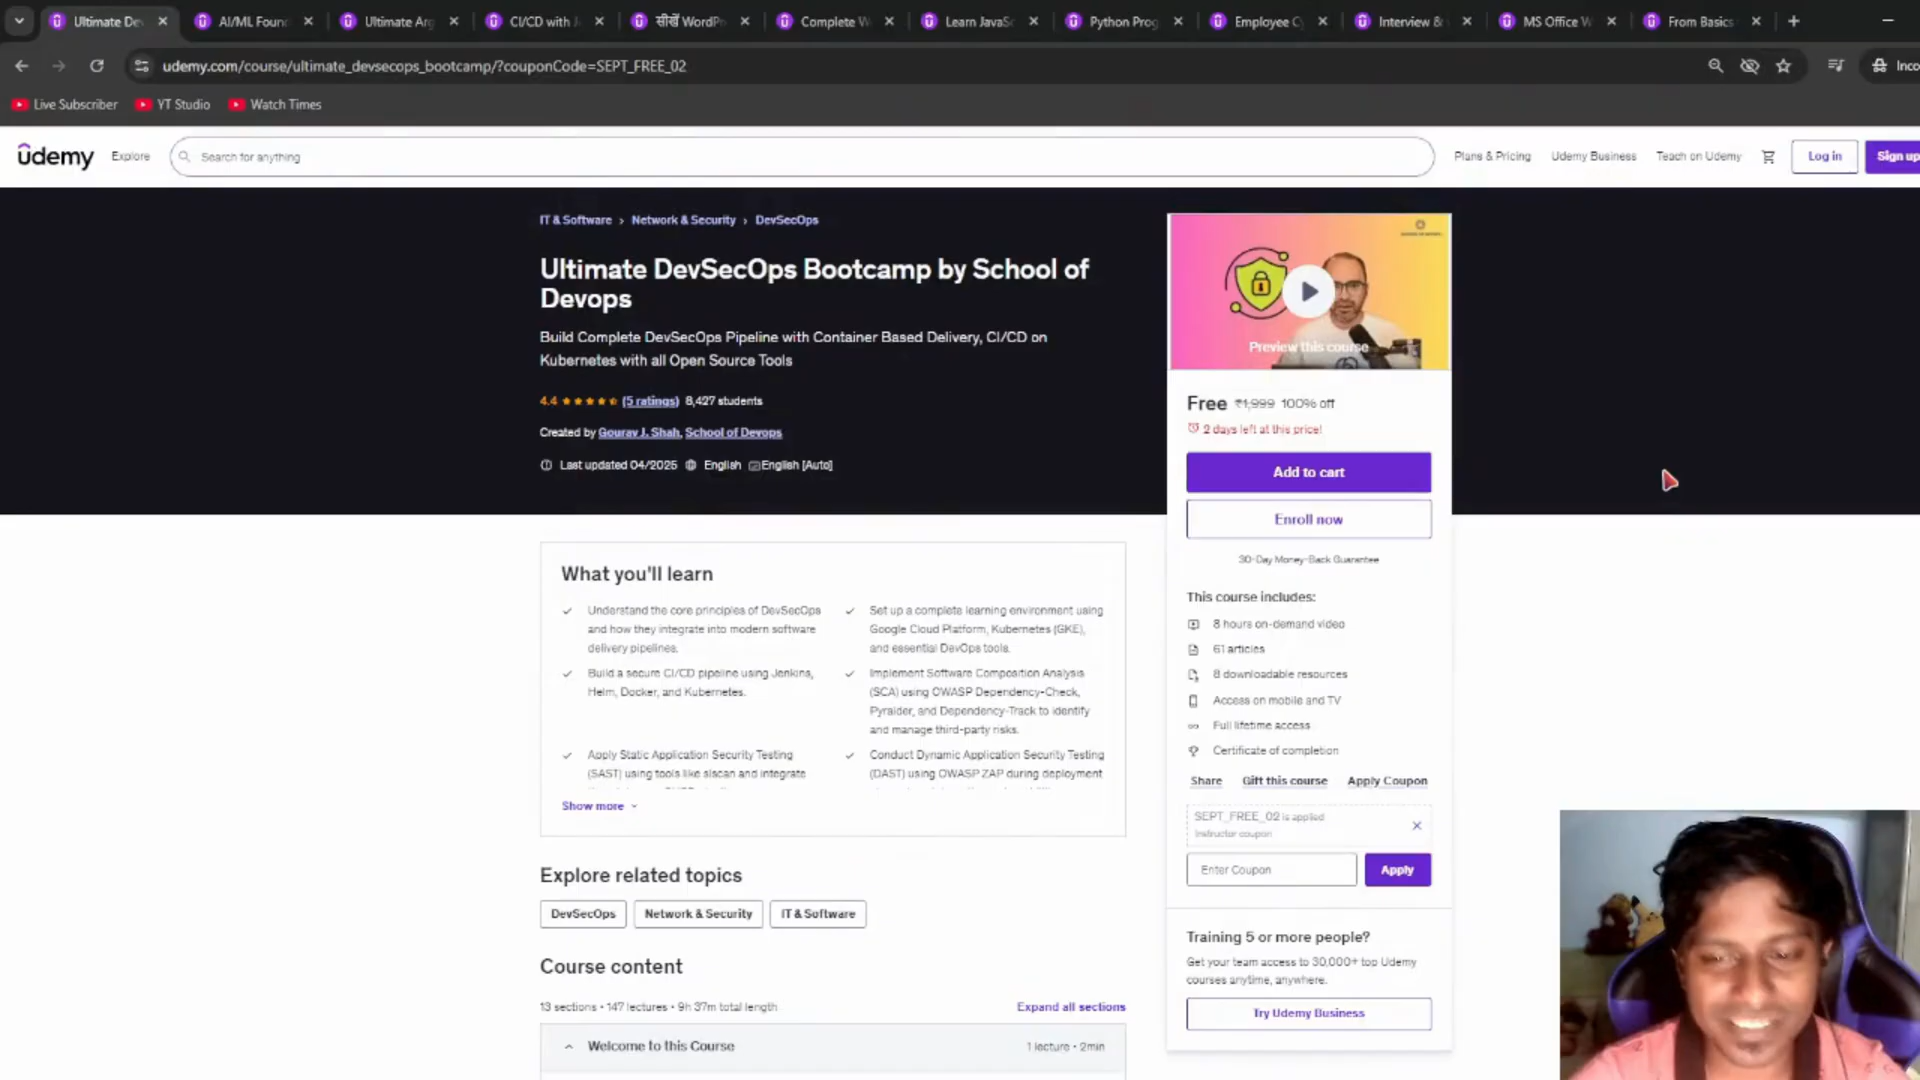 Ultimate Dev
AI/ML Foun
Ultimate Arg
CI/CD with J
सीखें WordPr
Complete W
Learn JavaSc
Python Prog
Employee Cy
Interview &
MS Office W
From Basics
udemy.com/course/ultimate_devsecops_bootcamp/?couponCode=SEPT_FREE_02
Inco
Live Subscriber
YT Studio
Watch Times
ûdemy
Explore
Search for anything
Plans & Pricing
Udemy Business
Teach on Udemy
Log in
Sign up
IT & Software › Network & Security › DevSecOps
Ultimate DevSecOps Bootcamp by School of
Devops
Build Complete DevSecOps Pipeline with Container Based Delivery, CI/CD on
Kubernetes with all Open Source Tools
4.4 (5 ratings) 8,427 students
Created by Gourav J. Shah, School of Devops
Last updated 04/2025 English English [Auto]
Preview this course
Free ₹1,999 100% off
2 days left at this price!
Add to cart
Enroll now
30-Day Money-Back Guarantee
This course includes:
8 hours on-demand video
61 articles
8 downloadable resources
Access on mobile and TV
Full lifetime access
Certificate of completion
Share
Gift this course
Apply Coupon
SEPT_FREE_02 is applied
Instructor coupon
Enter Coupon
Apply
Training 5 or more people?
Get your team access to 30,000+ top Udemy
courses anytime, anywhere.
Try Udemy Business
What you'll learn
Understand the core principles of DevSecOps
and how they integrate into modern software
delivery pipelines.
Set up a complete learning environment using
Google Cloud Platform, Kubernetes (GKE),
and essential DevOps tools.
Build a secure CI/CD pipeline using Jenkins,
Helm, Docker, and Kubernetes.
Implement Software Composition Analysis
(SCA) using OWASP Dependency-Check,
Pyraider, and Dependency-Track to identify
and manage third-party risks.
Apply Static Application Security Testing
(SAST) using tools like slscan and integrate
Conduct Dynamic Application Security Testing
(DAST) using OWASP ZAP during deployment
Show more
Explore related topics
DevSecOps
Network & Security
IT & Software
Course content
13 sections • 147 lectures • 9h 37m total length
Expand all sections
Welcome to this Course
1 lecture • 2min